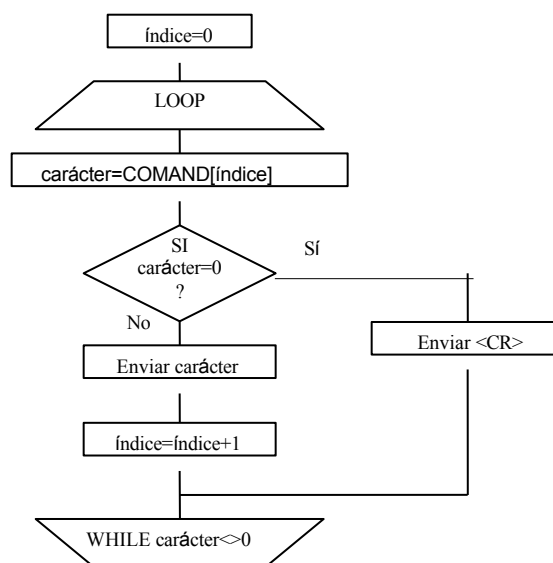 índice=0
LOOP
carácter=COMAND[índice]
SI
carácter=0
?
Sí
No
Enviar carácter
Enviar <CR>
índice=índice+1
WHILE carácter<>0